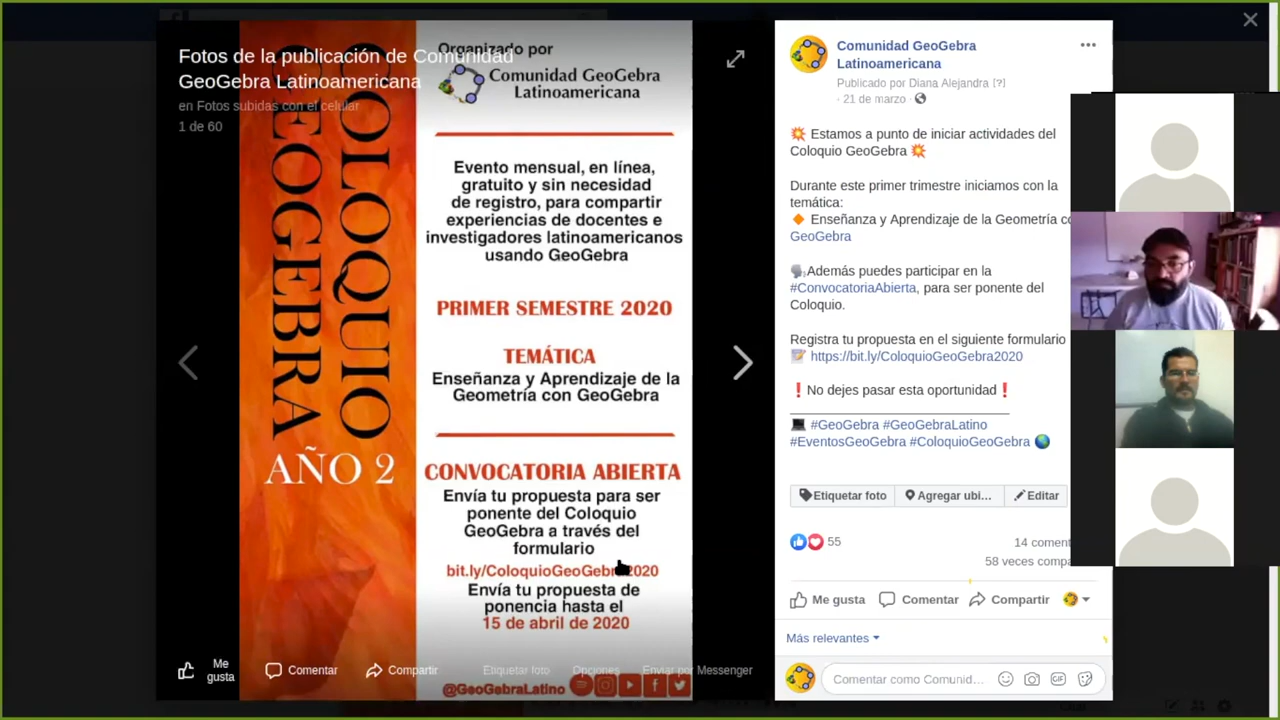 Fotos de la publicación de Comunidad
GeoGebra Latinoamericana
en Fotos subidas con el celular
1 de 60
COLOQUIO
GEOGEBRA
AÑO 2
Organizado por
Comunidad GeoGebra
Latinoamericana
Evento mensual, en línea,
gratuito y sin necesidad
de registro, para compartir
experiencias de docentes e
investigadores latinoamericanos
usando GeoGebra
PRIMER SEMESTRE 2020
TEMÁTICA
Enseñanza y Aprendizaje de la
Geometría con GeoGebra
CONVOCATORIA ABIERTA
Envía tu propuesta para ser
ponente del Coloquio
GeoGebra a través del
formulario
bit.ly/ColoquioGeoGebra2020
Envía tu propuesta de
ponencia hasta el
15 de abril de 2020
Me
gusta
Comentar
Compartir
Etiquetar foto
Opciones
Enviar por Messenger
@GeoGebraLatino
Comunidad GeoGebra
Latinoamericana
Publicado por Diana Alejandra [?]
· 21 de marzo ·
💥 Estamos a punto de iniciar actividades del
Coloquio GeoGebra 💥
Durante este primer trimestre iniciamos con la
temática:
🔸 Enseñanza y Aprendizaje de la Geometría co
GeoGebra
🗣Además puedes participar en la
#ConvocatoriaAbierta, para ser ponente del
Coloquio.
Registra tu propuesta en el siguiente formulario
📝 https://bit.ly/ColoquioGeoGebra2020
❗No dejes pasar esta oportunidad❗
💻 #GeoGebra #GeoGebraLatino
#EventosGeoGebra #ColoquioGeoGebra 🌎
Etiquetar foto
Agregar ubi...
Editar
55
14 coment
58 veces compa
Me gusta
Comentar
Compartir
Más relevantes
Comentar como Comunid...
GIF